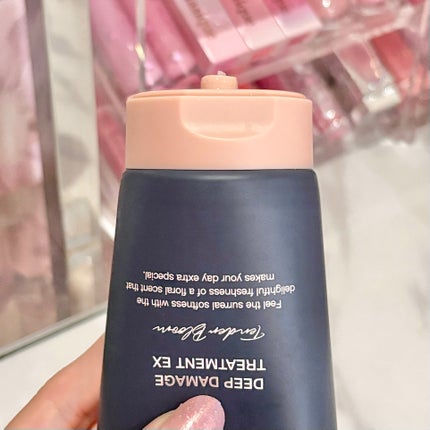 DEEP DAMAGE
TREATMENT EX
Tender Bloom
Feel the surreal softness with the
delightful freshness of a floral scent that
makes your day extra special.